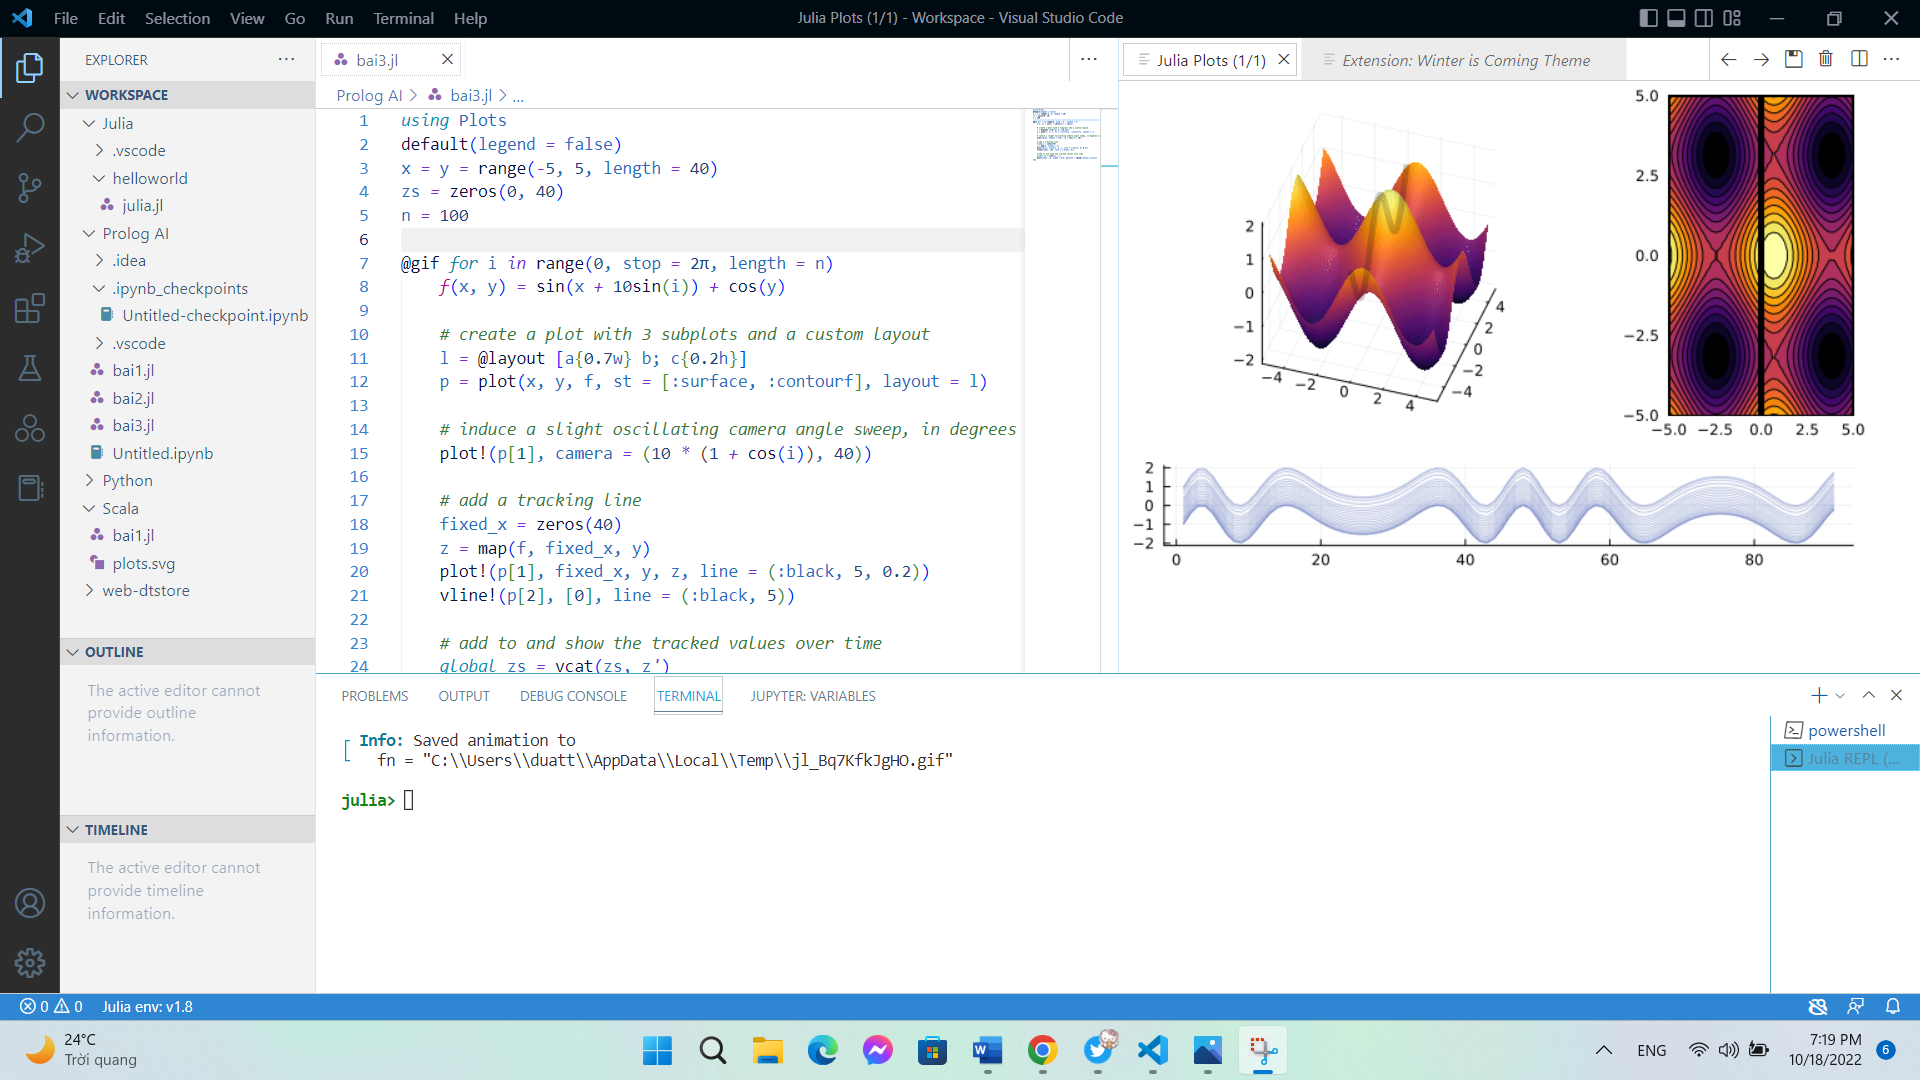 File Edit Selection View Go Run Terminal Help
Julia Plots (1/1) - Workspace - Visual Studio Code
EXPLORER
WORKSPACE
Julia
.vscode
helloworld
julia.jl
Prolog AI
.idea
.ipynb_checkpoints
Untitled-checkpoint.ipynb
.vscode
bai1.jl
bai2.jl
bai3.jl
Untitled.ipynb
Python
Scala
bai1.jl
plots.svg
web-dtstore
OUTLINE
The active editor cannot
provide outline
information.
TIMELINE
The active editor cannot
provide timeline
information.
bai3.jl
Prolog AI > bai3.jl > ...
1 using Plots
2 default(legend = false)
3 x = y = range(-5, 5, length = 40)
4 zs = zeros(0, 40)
5 n = 100
6
7 @gif for i in range(0, stop = 2π, length = n)
8 f(x, y) = sin(x + 10sin(i)) + cos(y)
9
10 # create a plot with 3 subplots and a custom layout
11 l = @layout [a{0.7w} b; c{0.2h}]
12 p = plot(x, y, f, st = [:surface, :contourf], layout = l)
13
14 # induce a slight oscillating camera angle sweep, in degrees
15 plot!(p[1], camera = (10 * (1 + cos(i)), 40))
16
17 # add a tracking line
18 fixed_x = zeros(40)
19 z = map(f, fixed_x, y)
20 plot!(p[1], fixed_x, y, z, line = (:black, 5, 0.2))
21 vline!(p[2], [0], line = (:black, 5))
22
23 # add to and show the tracked values over time
24 global zs = vcat(zs, z')
Julia Plots (1/1)
Extension: Winter is Coming Theme
2
1
0
−1
−2
−4 −2 0 2 4
4
2
0
−2
−4
5.0
2.5
0.0
−2.5
−5.0
−5.0 −2.5 0.0 2.5 5.0
2
1
0
−1
−2
0 20 40 60 80
PROBLEMS OUTPUT DEBUG CONSOLE TERMINAL JUPYTER: VARIABLES
[ Info: Saved animation to
fn = "C:\\Users\\duatt\\AppData\\Local\\Temp\\jl_Bq7KfkJgHO.gif"
julia>
powershell
Julia REPL (...
0 0 Julia env: v1.8
24°C
Trời quang
ENG
7:19 PM
10/18/2022
6